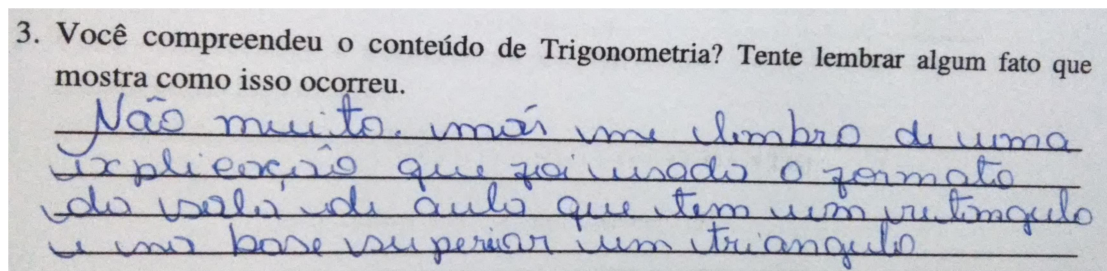 3. Você compreendeu o conteúdo de Trigonometria? Tente lembrar algum fato que
mostra como isso ocorreu.
Não muito. mais me lembro de uma
explicação que foi usado o formato
da sala de aula que tem um retângulo
e na base superior um triangulo